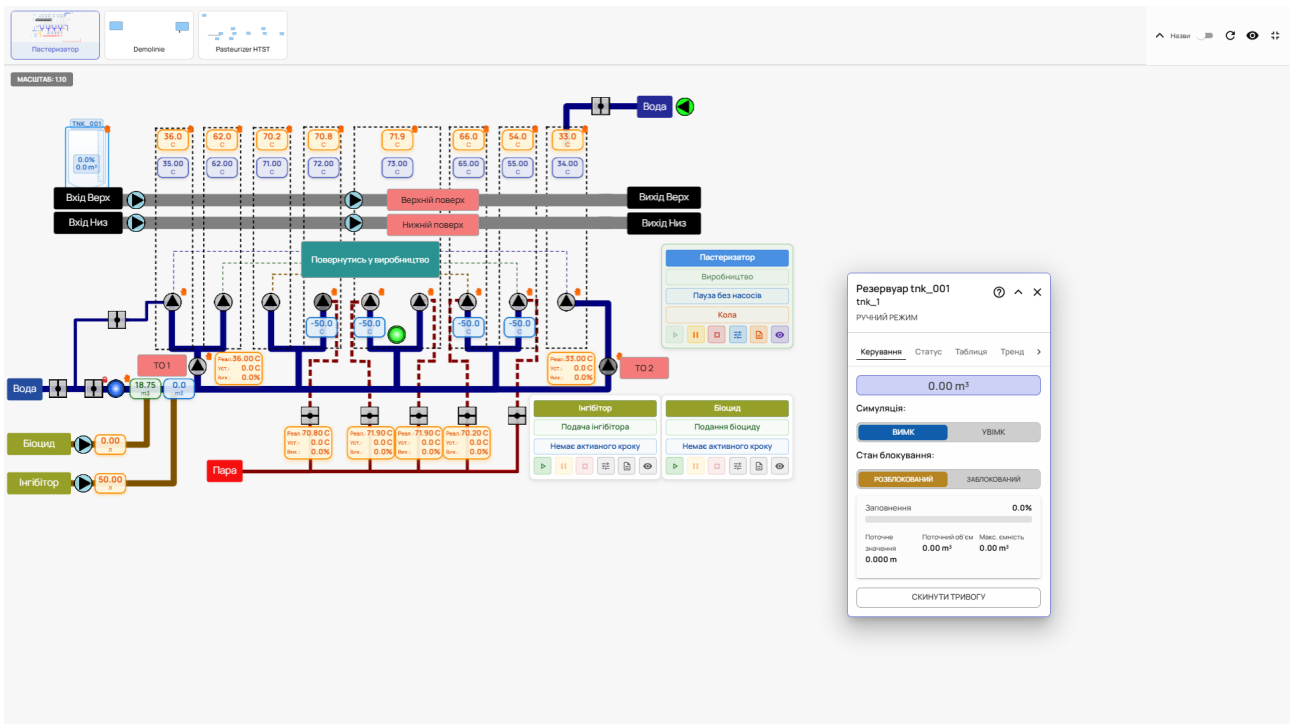 Пастеризатор
Demolinie
Pasteurizer HTST
Назви
МАСШТАБ: 1.10
Вода
TNK_001
0.0%
0.0 m³
36.0 C
62.0 C
70.2 C
70.8 C
71.9 C
66.0 C
54.0 C
33.0 C
35.00 C
62.00 C
71.00 C
72.00 C
73.00 C
65.00 C
55.00 C
34.00 C
Вхід Верх
Верхній поверх
Вихід Верх
Вхід Низ
Нижній поверх
Вихід Низ
Повернутись у виробництво
Пастеризатор
Виробництво
Пауза без насосів
Кола
-50.0 C
-50.0 C
-50.0 C
-50.0 C
ТО 1
Реал. 36.00 C
Уст.: 0.0 C
0.0%
Реал. 33.00 C
Уст.: 0.0 C
0.0%
ТО 2
Вода
18.75 m3
0.0 m3
Біоцид
0.00 л
Інгібітор
50.00 л
Пара
Реал. 70.80 C
Уст.: 0.0 C
0.0%
Реал. 71.90 C
Уст.: 0.0 C
0.0%
Реал. 71.90 C
Уст.: 0.0 C
0.0%
Реал. 70.20 C
Уст.: 0.0 C
0.0%
Інгібітор
Подача інгібітора
Немає активного кроку
Біоцид
Подання біоциду
Немає активного кроку
Резервуар tnk_001
tnk_1
РУЧНИЙ РЕЖИМ
Керування Статус Таблиця Тренд
0.00 m³
Симуляція:
ВИМК УВІМК
Стан блокування:
РОЗБЛОКОВАНИЙ ЗАБЛОКОВАНИЙ
Заповнення 0.0%
Поточне значення
0.000 m
Поточний об'єм
0.00 m³
Макс. ємність
0.00 m³
СКИНУТИ ТРИВОГУ